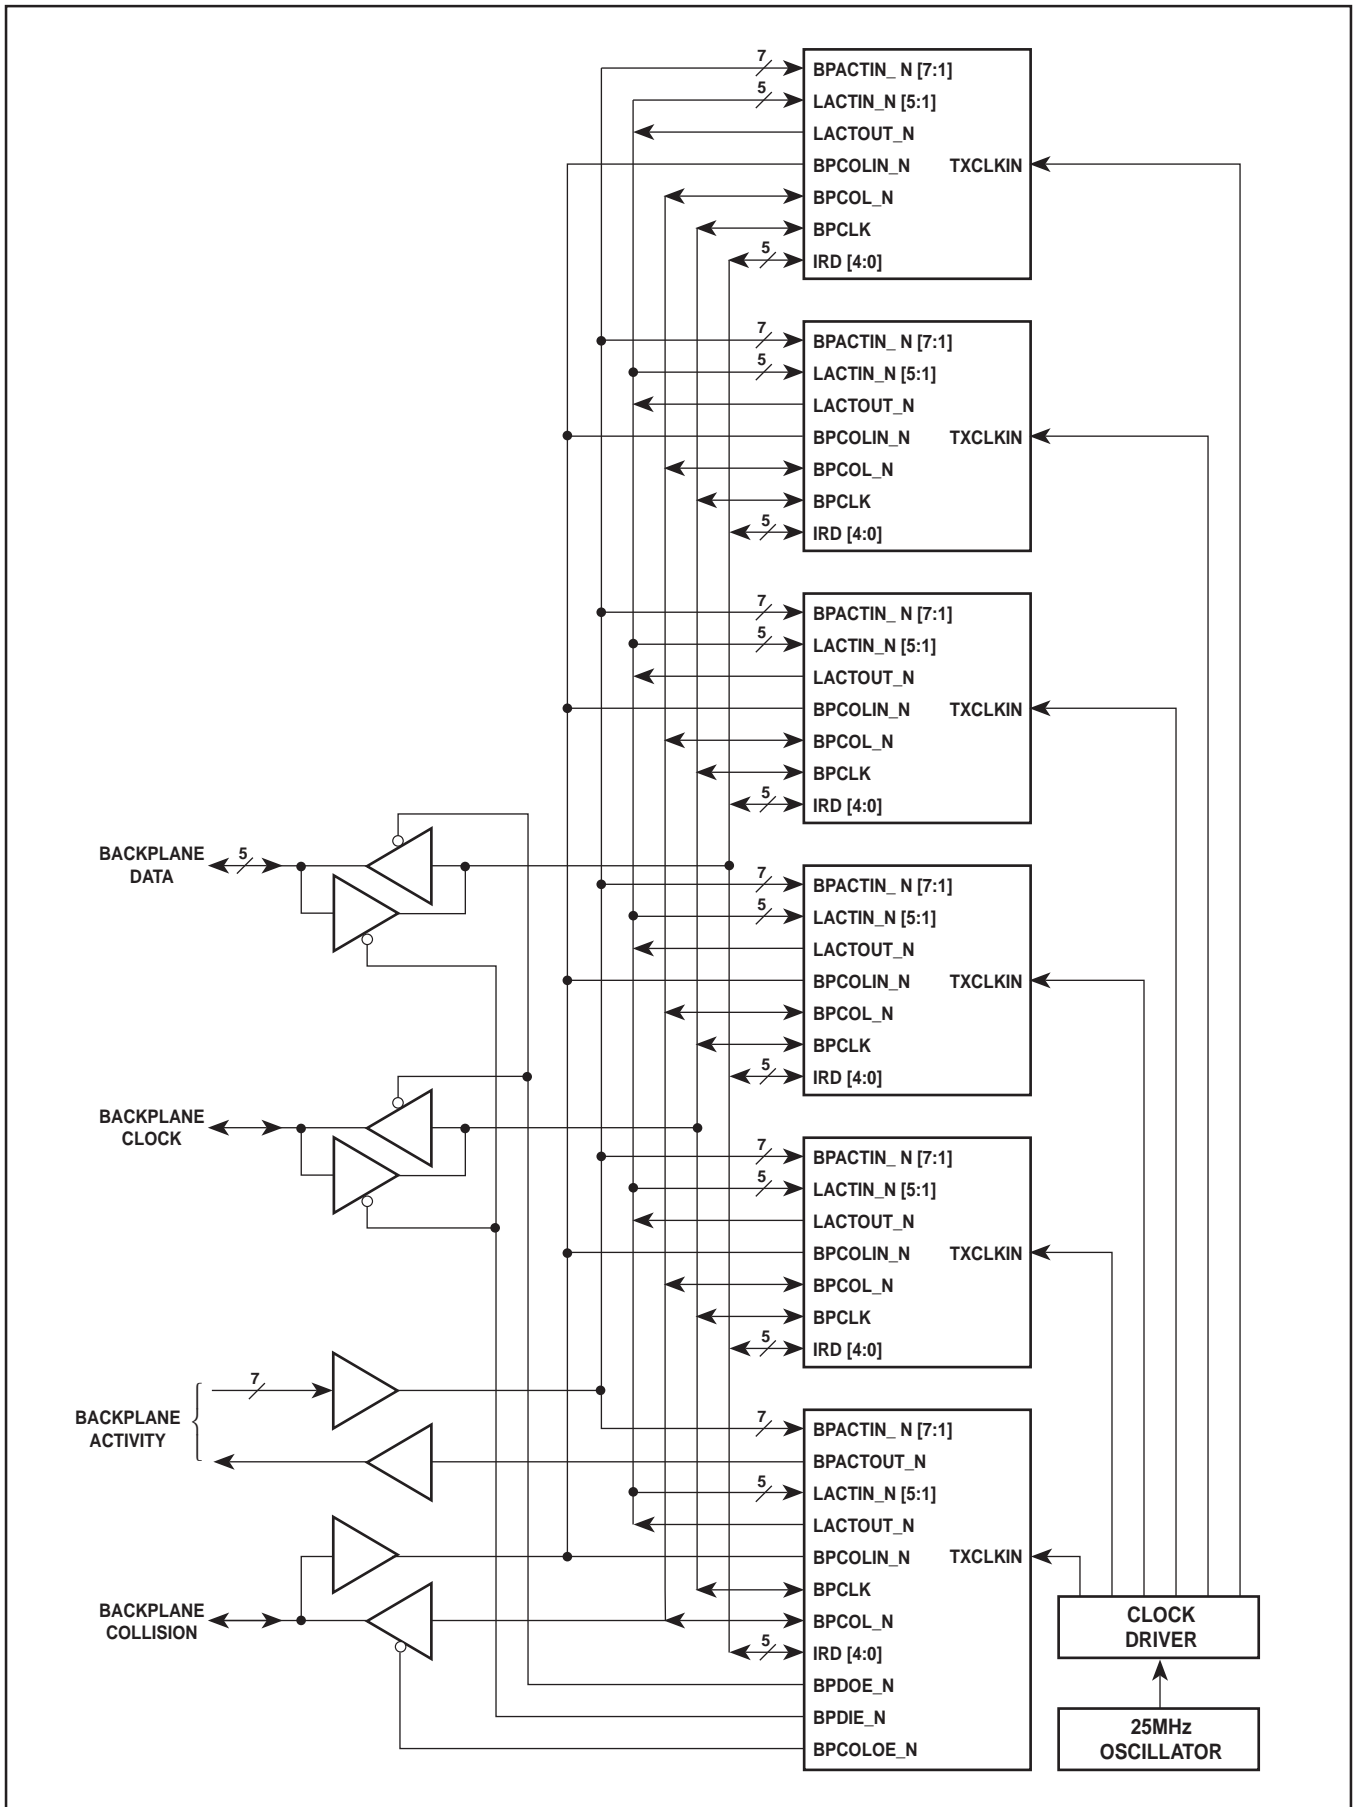 7
BPACTIN_ N [7:1]
5
LACTIN_N [5:1]
LACTOUT_N
BPCOLIN_N TXCLKIN
BPCOL_N
BPCLK
5
IRD [4:0]
7
BPACTIN_ N [7:1]
5
LACTIN_N [5:1]
LACTOUT_N
BPCOLIN_N TXCLKIN
BPCOL_N
BPCLK
5
IRD [4:0]
7
BPACTIN_ N [7:1]
5
LACTIN_N [5:1]
LACTOUT_N
BPCOLIN_N TXCLKIN
BPCOL_N
BPCLK
5
IRD [4:0]
BACKPLANE
DATA
5
7
BPACTIN_ N [7:1]
5
LACTIN_N [5:1]
LACTOUT_N
BPCOLIN_N TXCLKIN
BPCOL_N
BPCLK
5
IRD [4:0]
BACKPLANE
CLOCK
7
BPACTIN_ N [7:1]
5
LACTIN_N [5:1]
LACTOUT_N
BPCOLIN_N TXCLKIN
BPCOL_N
BPCLK
5
IRD [4:0]
7
BACKPLANE
ACTIVITY
7
BPACTIN_ N [7:1]
BPACTOUT_N
5
LACTIN_N [5:1]
LACTOUT_N
BPCOLIN_N TXCLKIN
BPCLK
BPCOL_N
5
IRD [4:0]
BPDOE_N
BPDIE_N
BPCOLOE_N
BACKPLANE
COLLISION
CLOCK
DRIVER
25MHz
OSCILLATOR